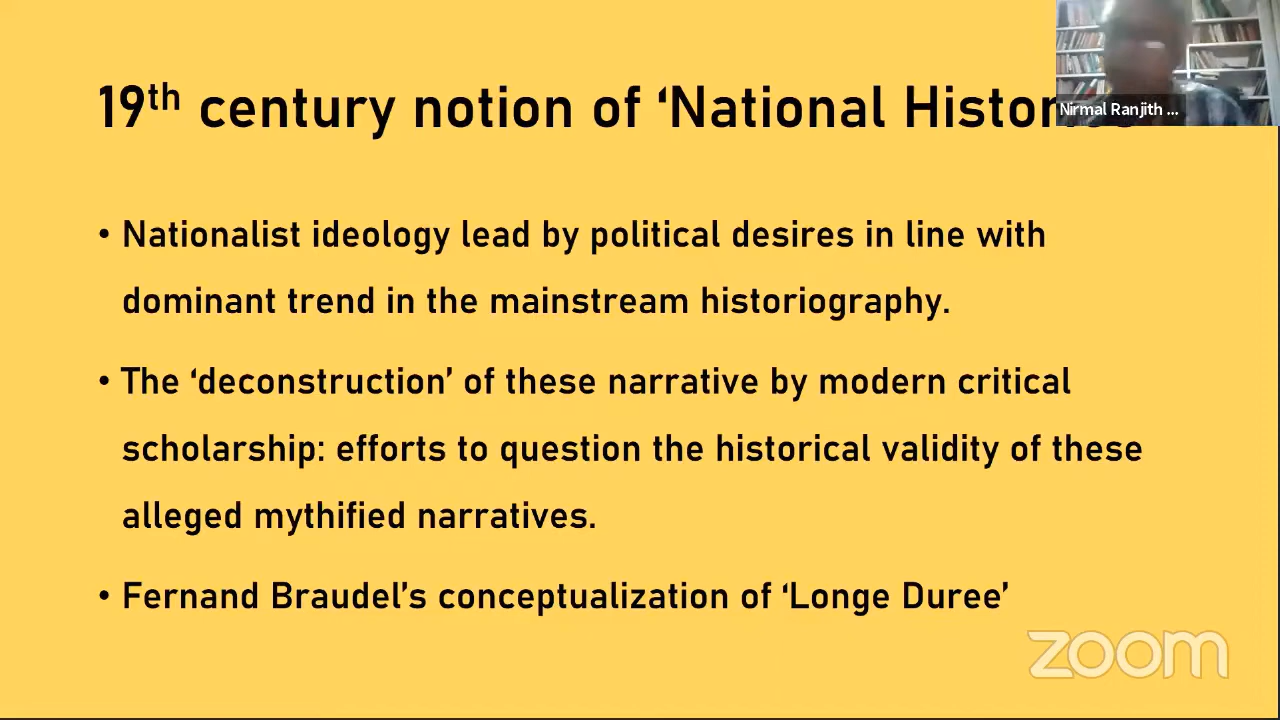 19th century notion of ‘National Histories’
Nirmal Ranjith ...
• Nationalist ideology lead by political desires in line with
dominant trend in the mainstream historiography.
• The ‘deconstruction’ of these narrative by modern critical
scholarship: efforts to question the historical validity of these
alleged mythified narratives.
• Fernand Braudel’s conceptualization of ‘Longe Duree’
zoom